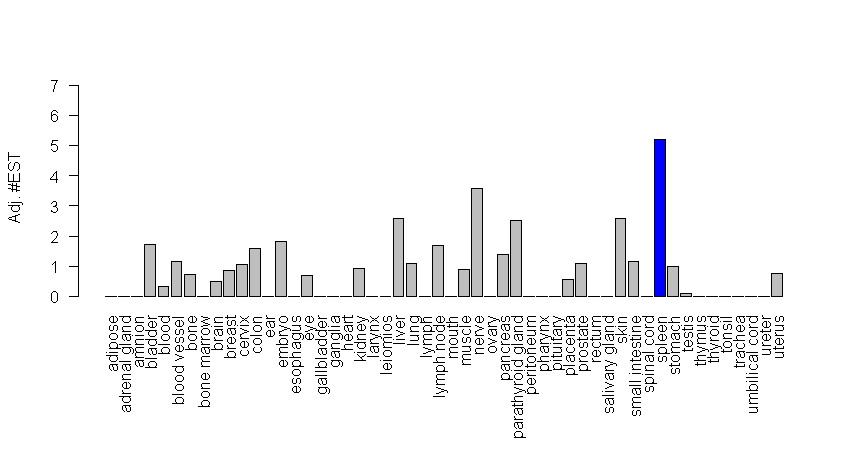 Adj. #EST
7
6
5
4
3
2
1
0
adipose
adrenal gland
amnion
bladder
blood
blood vessel
bone
bone marrow
brain
breast
cervix
colon
ear
embryo
esophagus
eye
gallbladder
ganglia
heart
kidney
larynx
leiomios
liver
lung
lymph
lymph node
mouth
muscle
nerve
ovary
pancreas
parathyroid gland
peritoneum
pharynx
pituitary
placenta
prostate
rectum
salivary gland
skin
small intestine
spinal cord
spleen
stomach
testis
thymus
thyroid
tonsil
trachea
umbilical cord
ureter
uterus